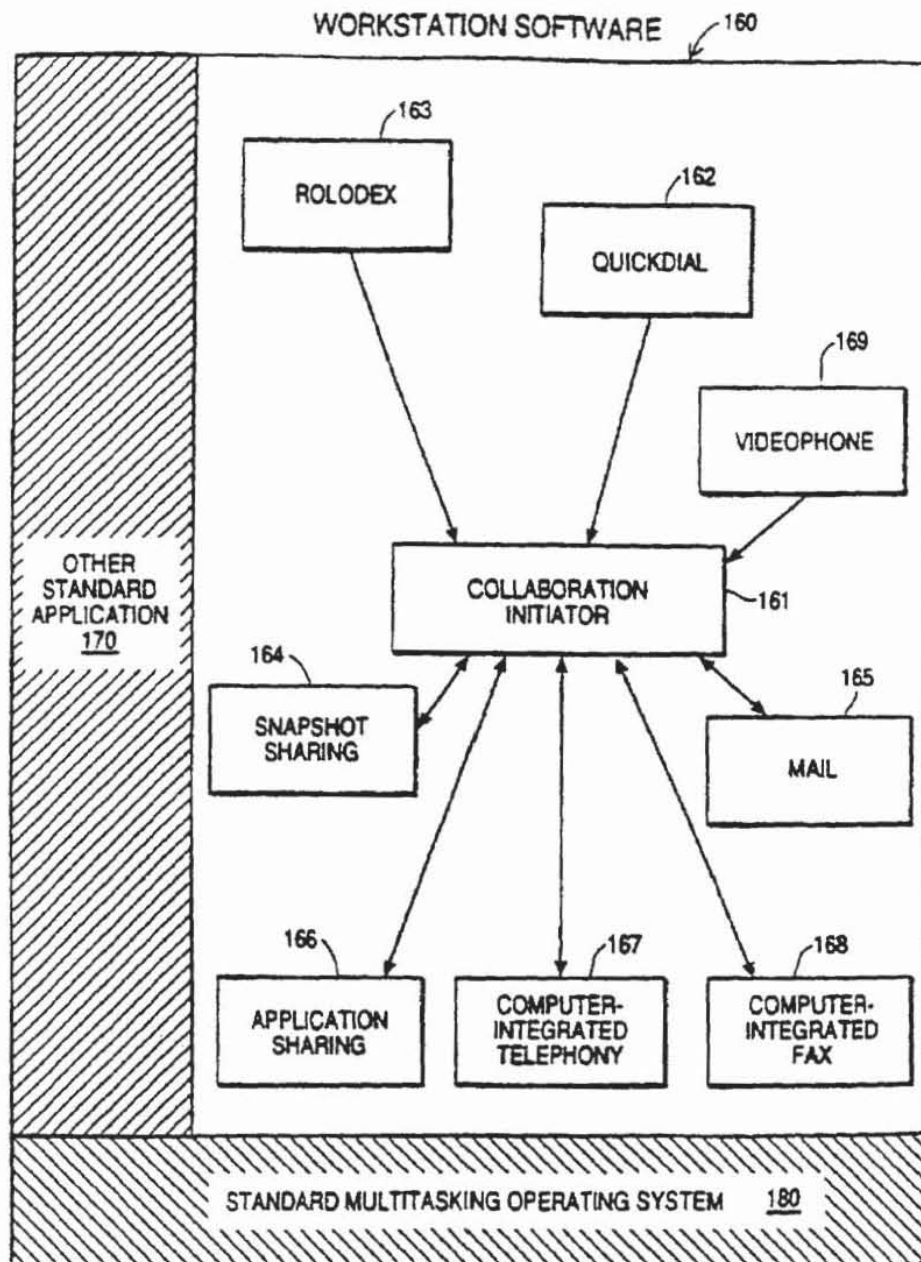 WORKSTATION SOFTWARE
160
163
ROLODEX
162
QUICKDIAL
169
VIDEOPHONE
OTHER
STANDARD
APPLICATION
170
COLLABORATION
INITIATOR
161
164
SNAPSHOT
SHARING
165
MAIL
166
APPLICATION
SHARING
167
COMPUTER-
INTEGRATED
TELEPHONY
168
COMPUTER-
INTEGRATED
FAX
STANDARD MULTITASKING OPERATING SYSTEM 180